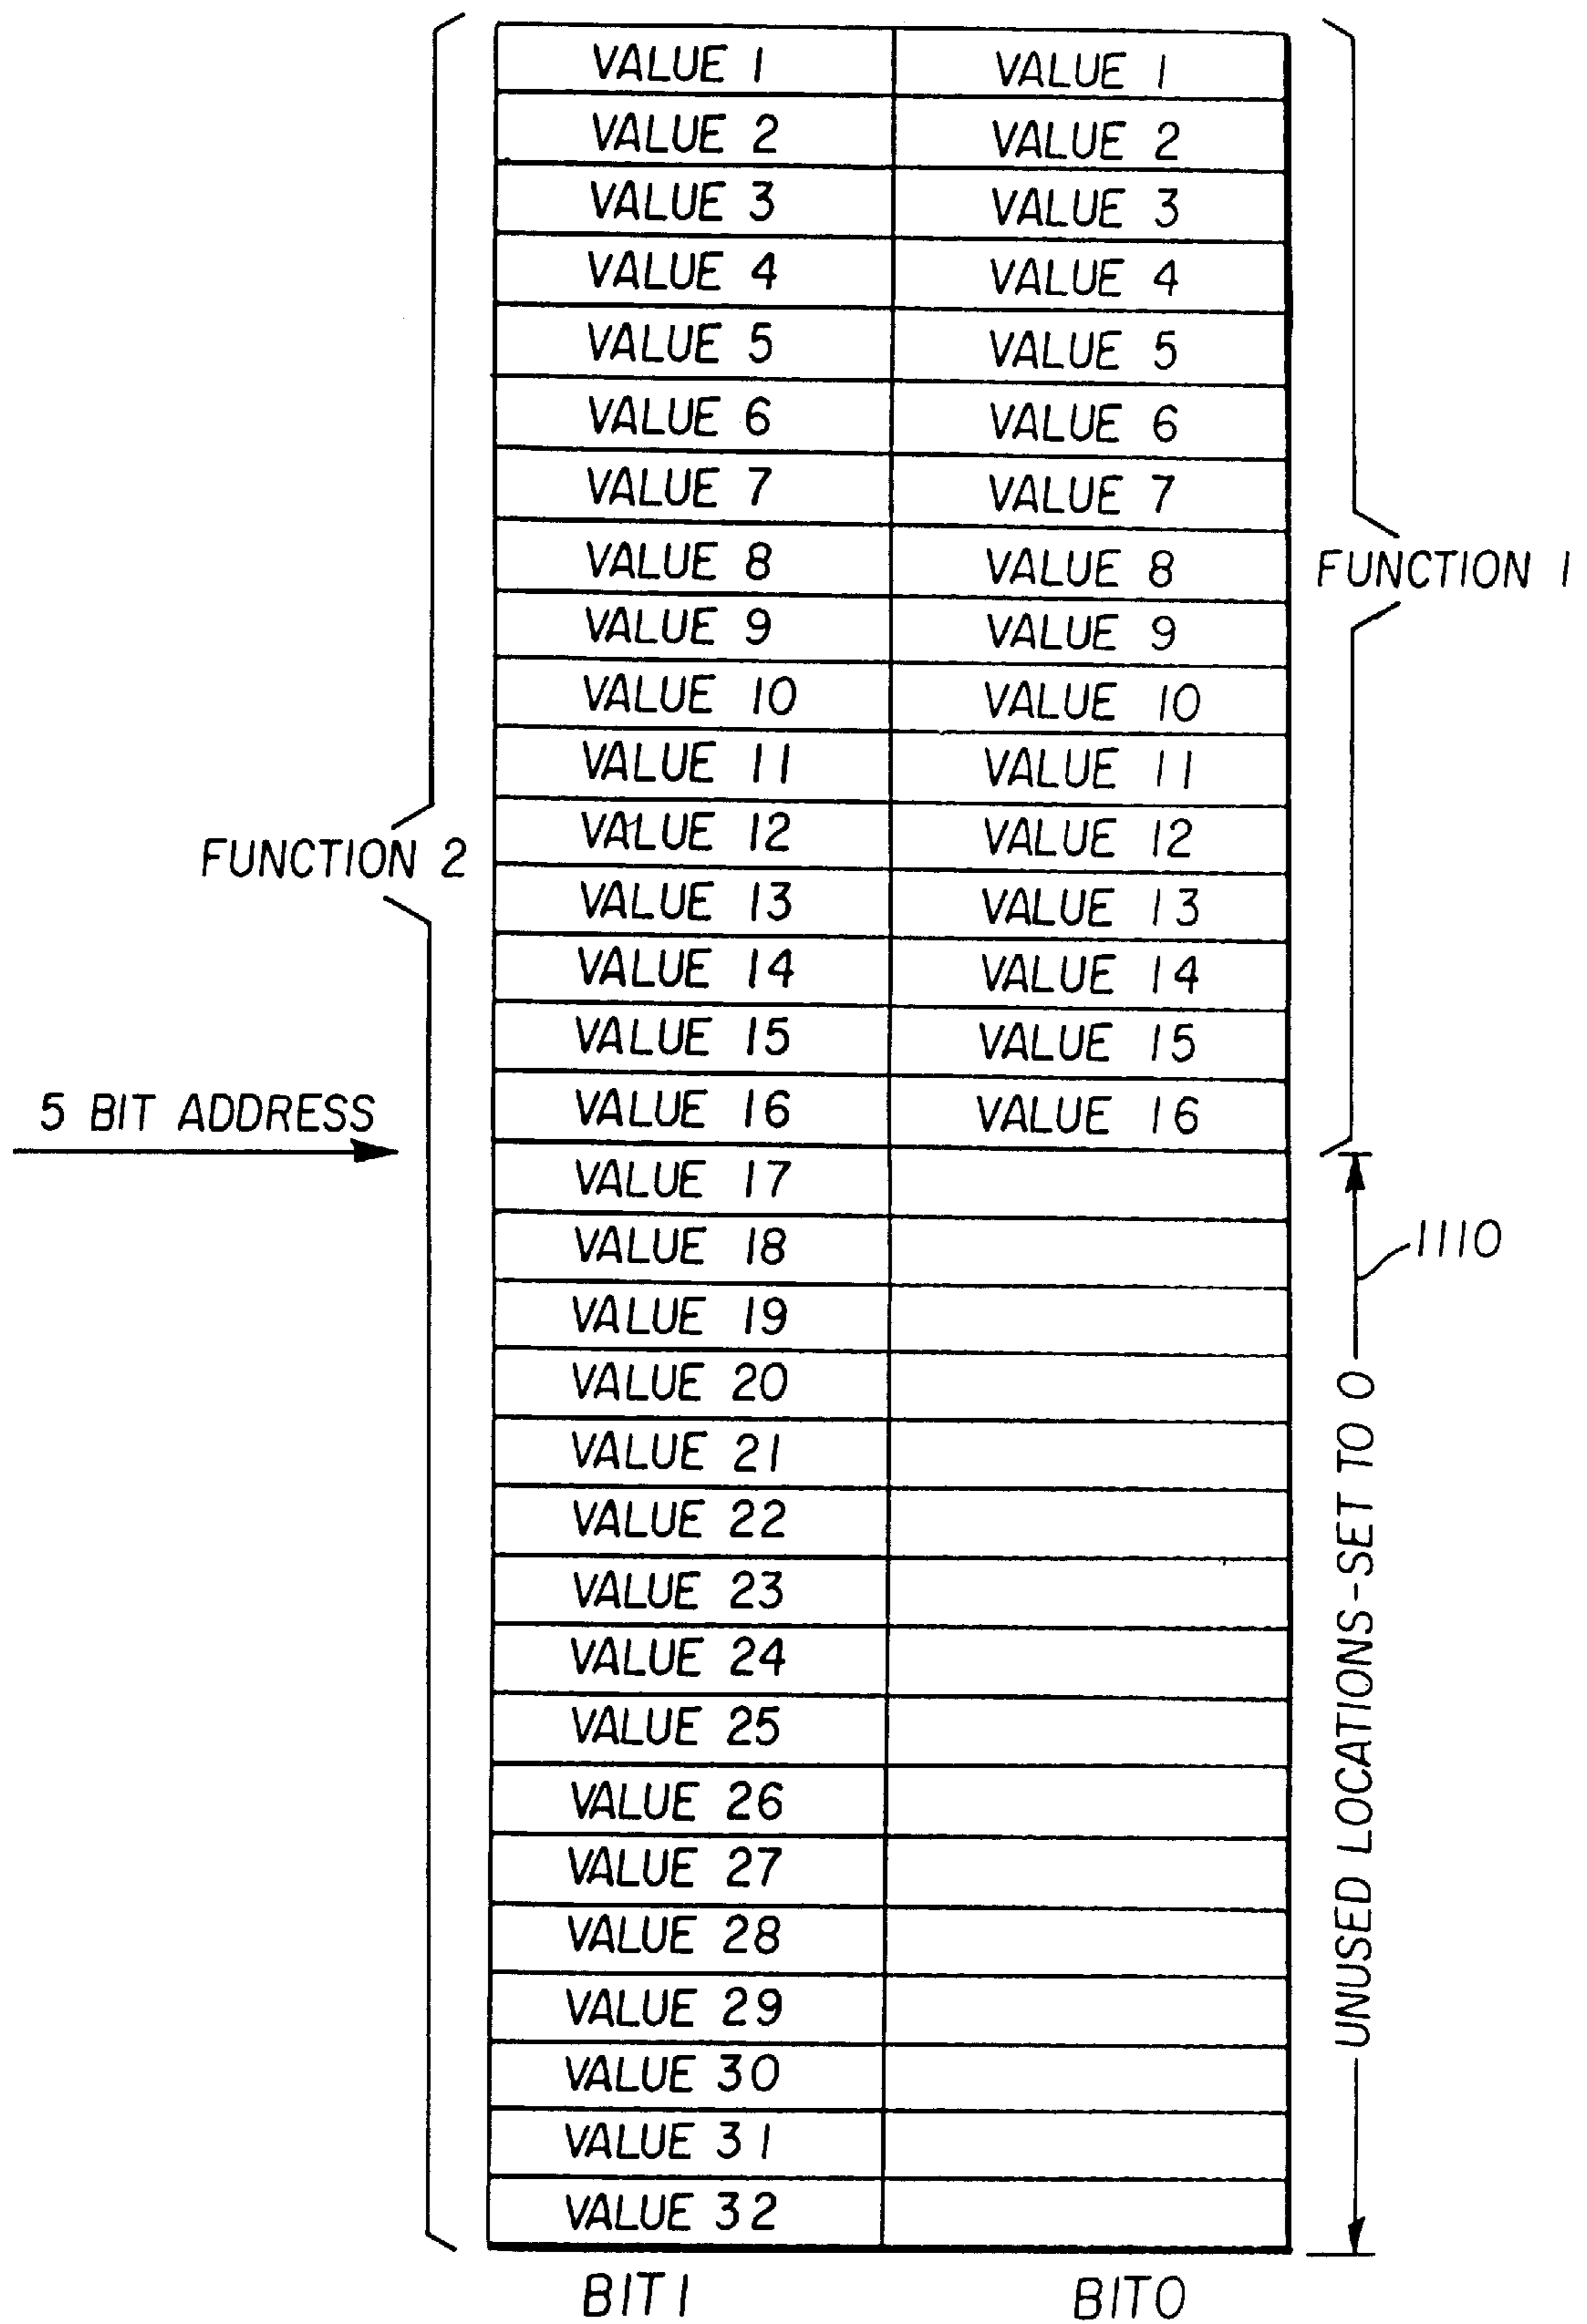 VALUE 1 VALUE 1
VALUE 2 VALUE 2
VALUE 3 VALUE 3
VALUE 4 VALUE 4
VALUE 5 VALUE 5
VALUE 6 VALUE 6
VALUE 7 VALUE 7
VALUE 8 VALUE 8
FUNCTION 1
VALUE 9 VALUE 9
VALUE 10 VALUE 10
VALUE 11 VALUE 11
VALUE 12 VALUE 12
FUNCTION 2
VALUE 13 VALUE 13
VALUE 14 VALUE 14
VALUE 15 VALUE 15
5 BIT ADDRESS
VALUE 16 VALUE 16
VALUE 17
VALUE 18
1110
VALUE 19
VALUE 20
VALUE 21
VALUE 22
VALUE 23
VALUE 24
VALUE 25
VALUE 26
VALUE 27
VALUE 28
VALUE 29
VALUE 30
VALUE 31
VALUE 32
UNUSED LOCATIONS-SET TO 0
BIT1 BIT0